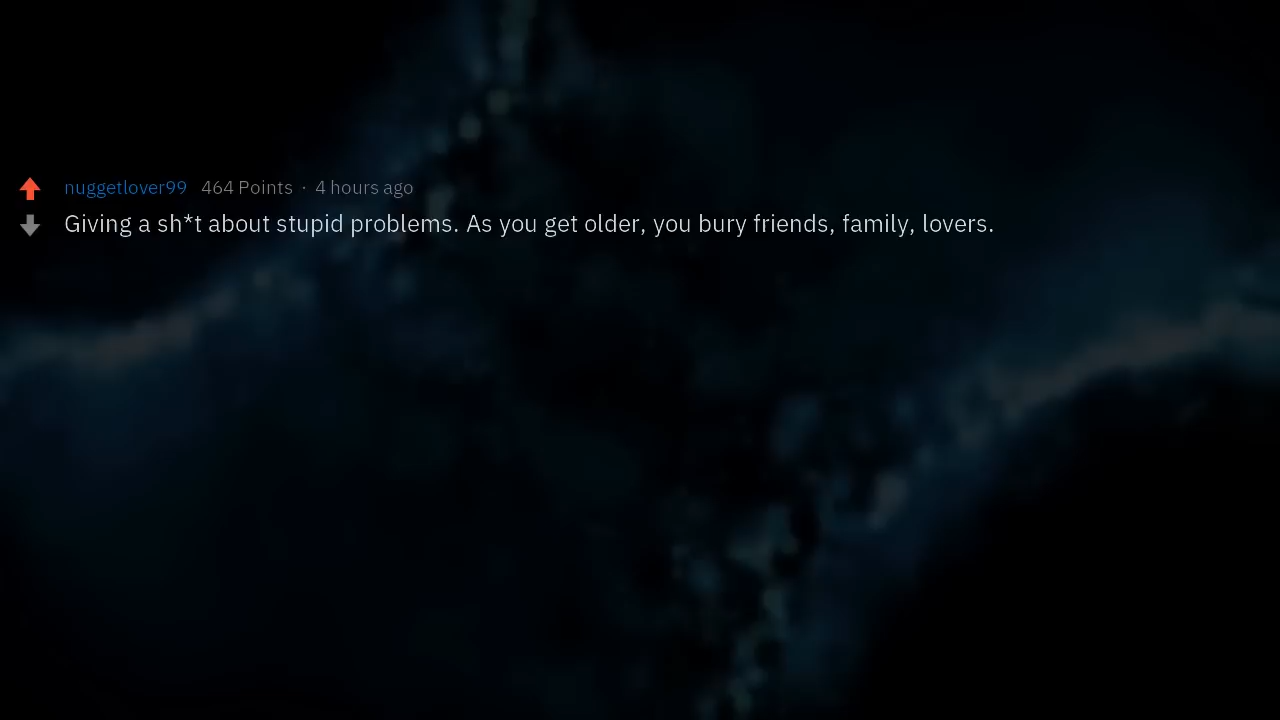 nuggetlover99 464 Points · 4 hours ago
Giving a sh*t about stupid problems. As you get older, you bury friends, family, lovers.